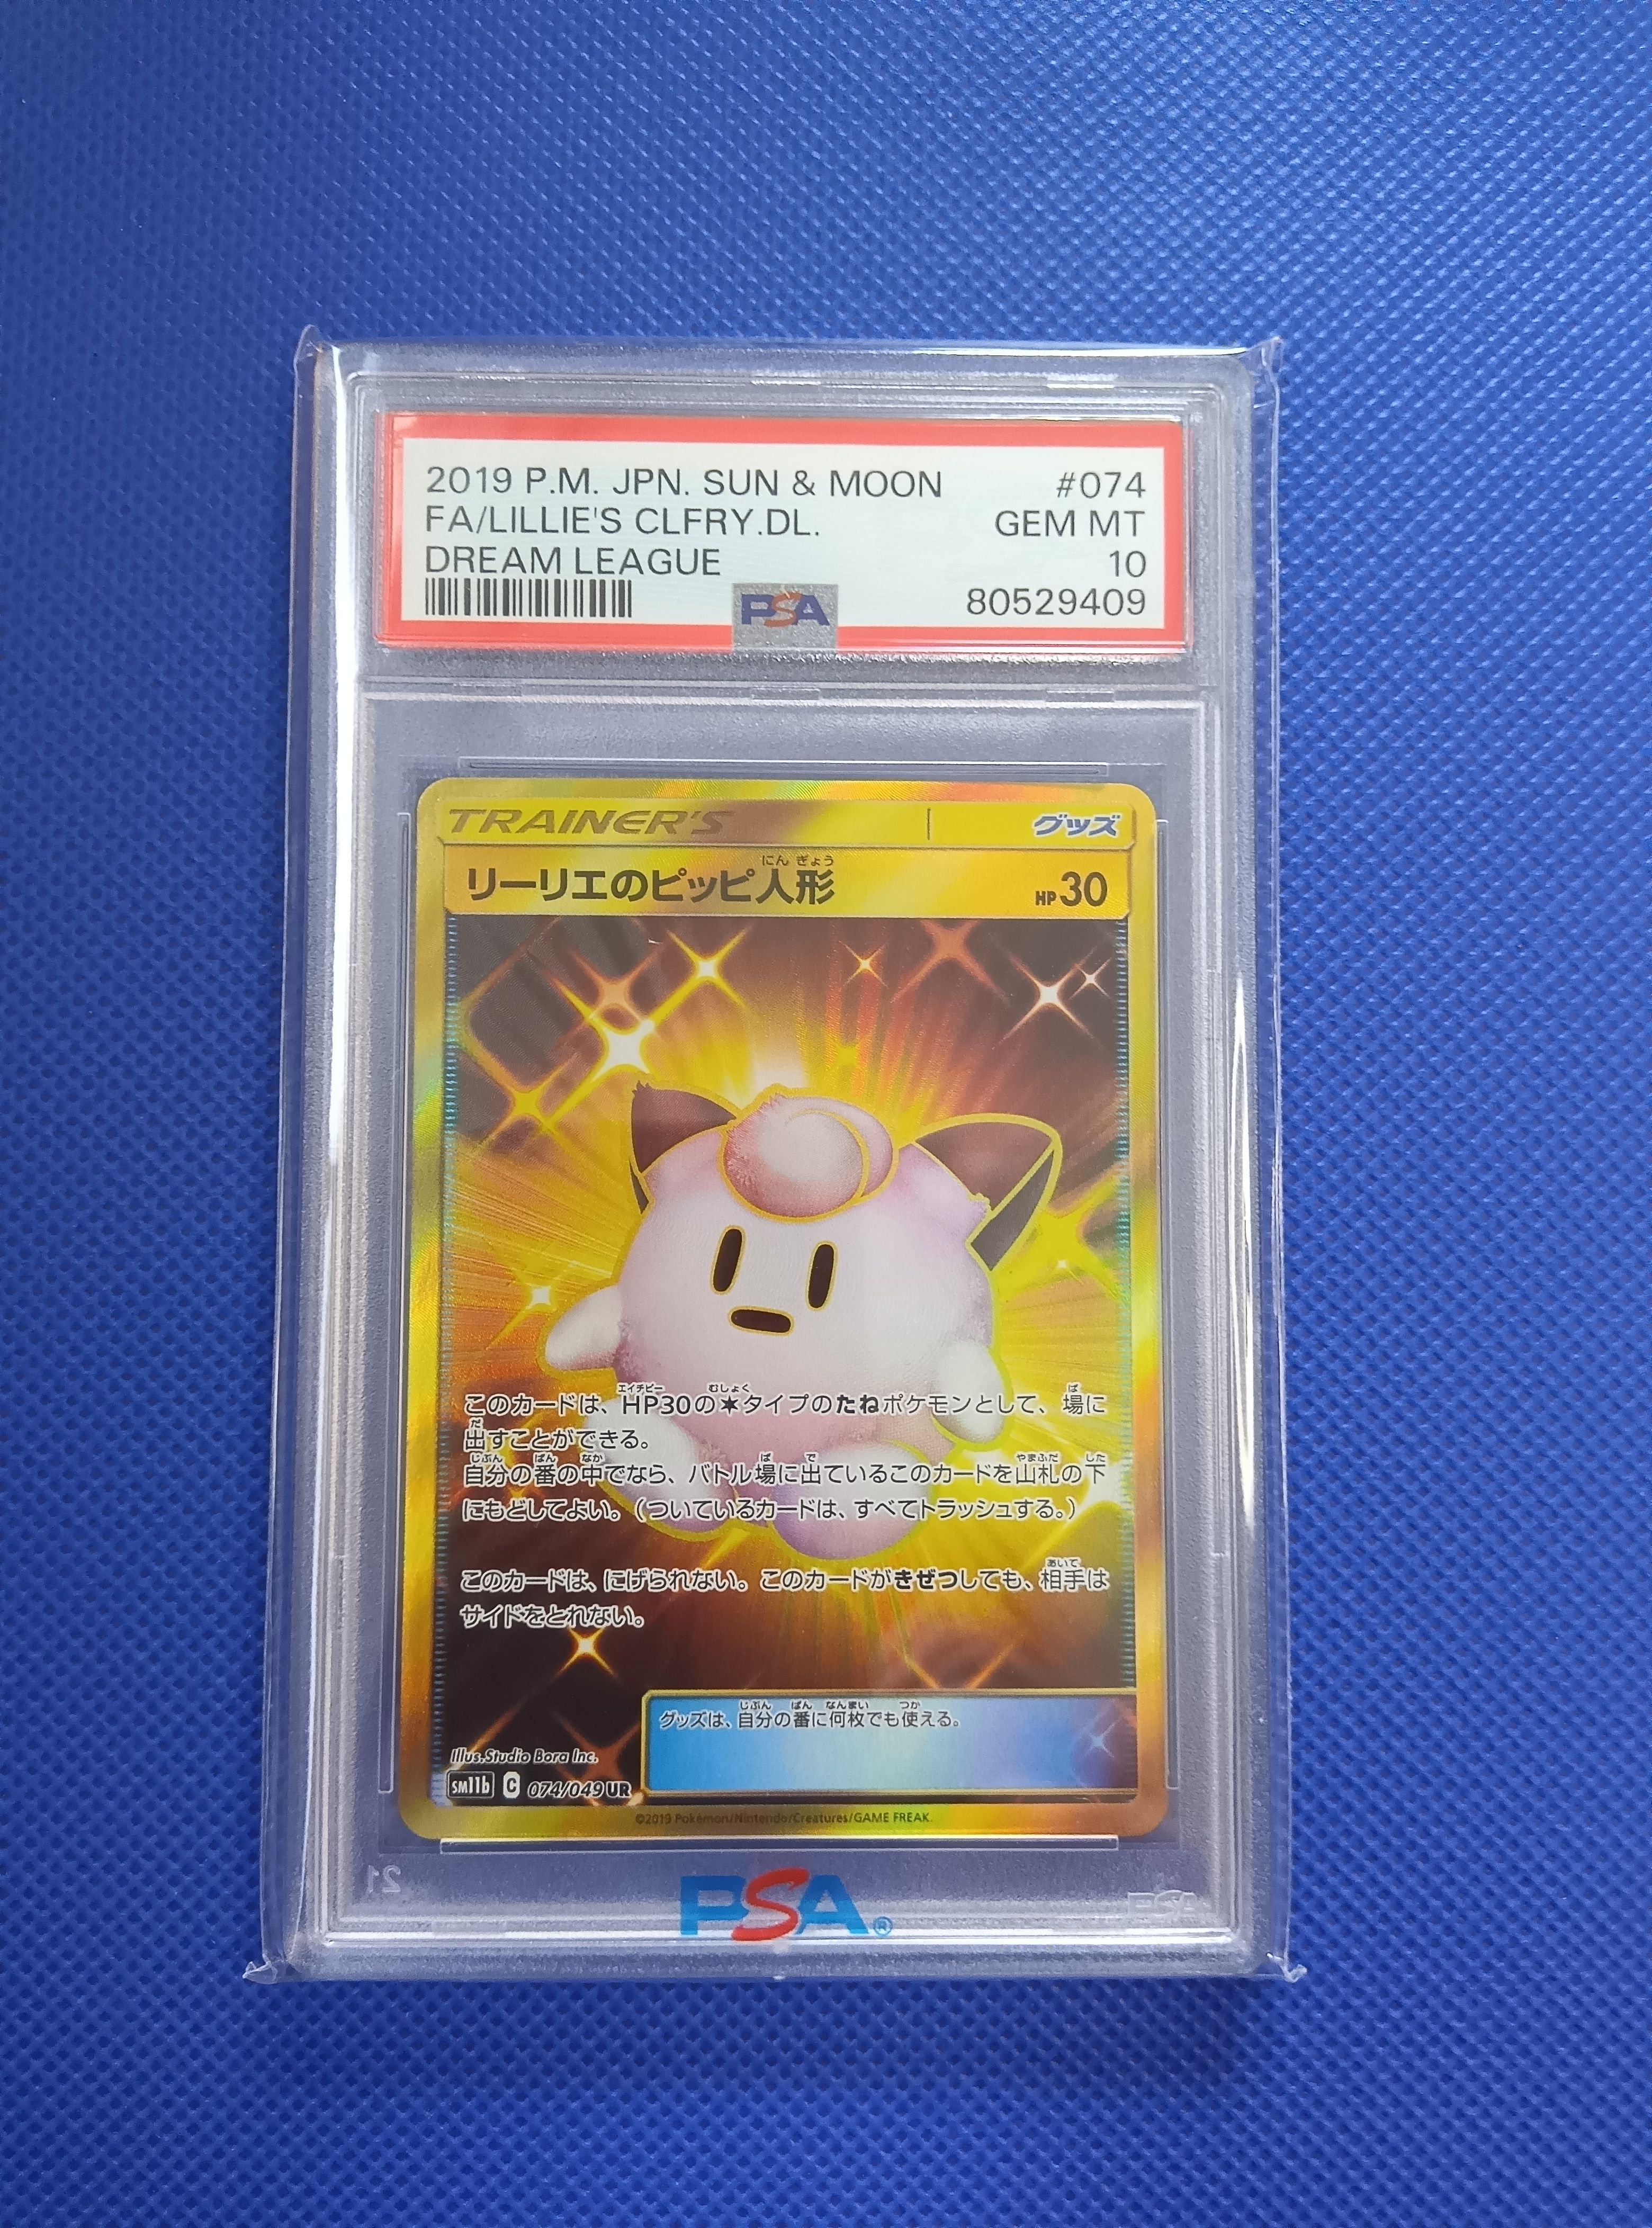 2019 P.M. JPN. SUN & MOON #074
FA/LILLIE'S CLFRY.DL. GEM MT
DREAM LEAGUE 10
PSA 80529409
TRAINER'S グッズ
にん ぎょう
リーリエのピッピ人形 HP30
エイチピー むしょく ば
このカードは、HP30の✶タイプのたねポケモンとして、場に
だ
出すことができる。
じぶん ばん なか ば で やまふだ した
自分の番の中でなら、バトル場に出ているこのカードを山札の下
にもどしてよい。（ついているカードは、すべてトラッシュする。）
あいて
このカードは、にげられない。このカードがきぜつしても、相手は
サイドをとれない。
じぶん ばん なんまい つか
グッズは、自分の番に何枚でも使える。
Illus.Studio Bora Inc.
SM11b C 074/049 UR
©2019 Pokémon/Nintendo/Creatures/GAME FREAK.
21 PSA
PSA®